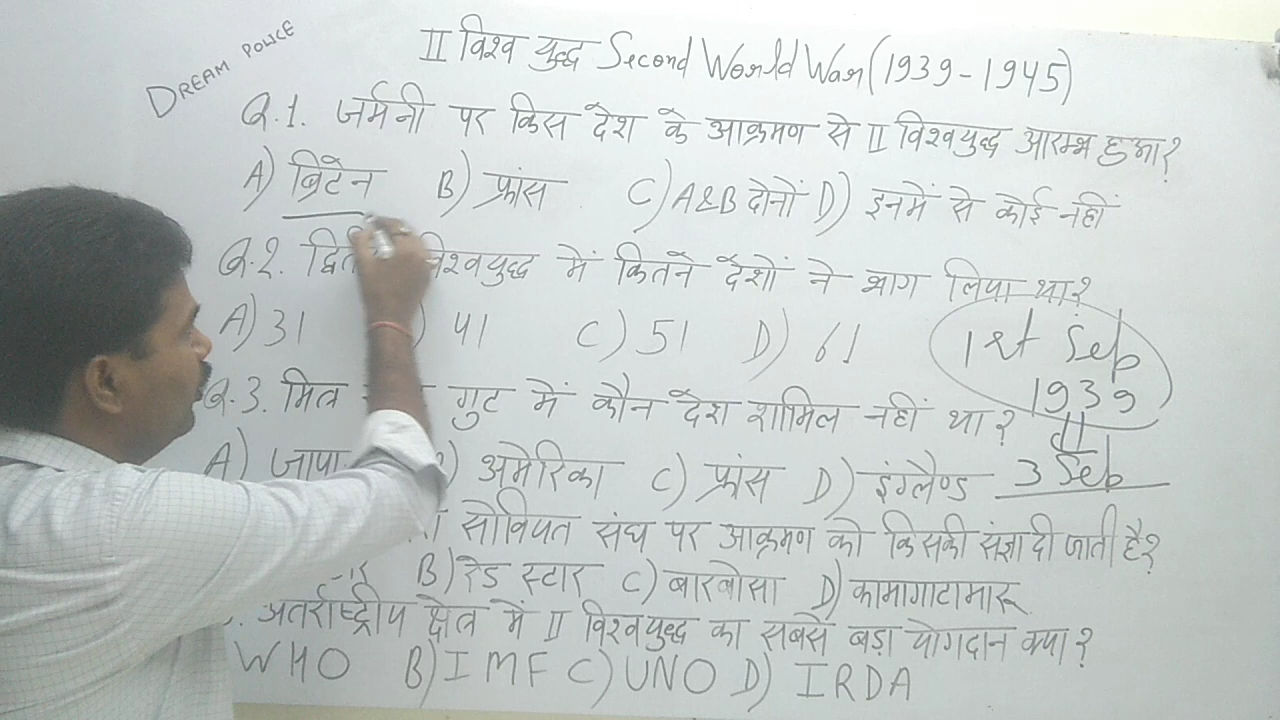 DREAM POLICE
II विश्व युद्ध Second World War (1939-1945)
Q.1. जर्मनी पर किस देश के आक्रमण से II विश्वयुद्ध आरम्भ हुआ?
A) ब्रिटेन B) फ्रांस C) A&B दोनों D) इनमें से कोई नहीं
Q.2. विश्वयुद्ध में कितने देशों ने भाग लिया था?
A) 31 ) 41 C) 51 D) 61
1st Seb
1939
Q.3. मित्र गुट में कौन देश शामिल नहीं था?
A) जापा ) अमेरिका C) फ्रांस D) इंग्लैण्ड
3 Seb
सोवियत संघ पर आक्रमण को किसकी संज्ञा दी जाती है?
B) रेड स्टार C) बारबोसा D) कामागाटामारू
अंतर्राष्ट्रीय क्षेत्र में II विश्वयुद्ध का सबसे बड़ा योगदान क्या?
WHO B) IMF C) UNO D) IRDA